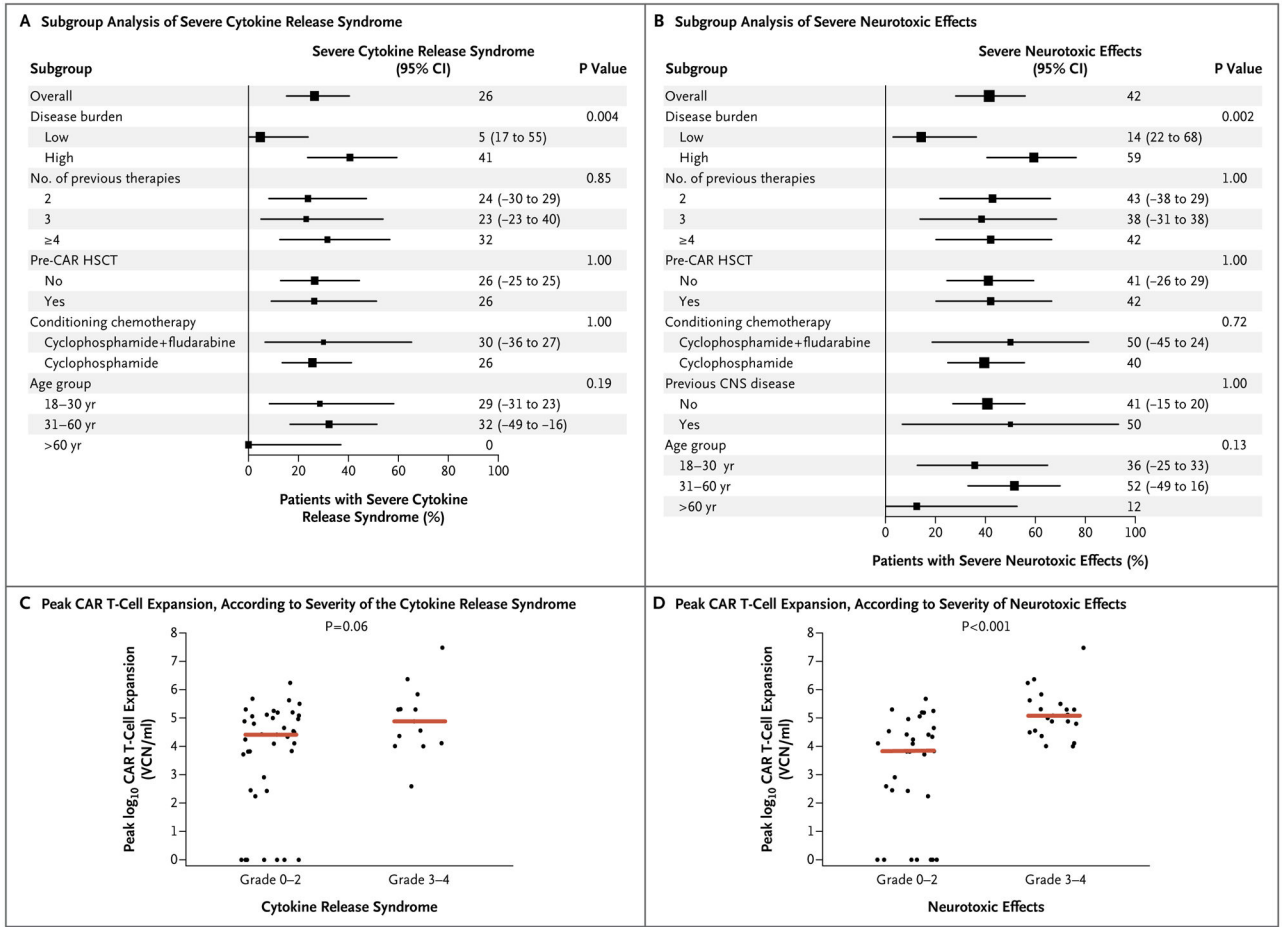 A Subgroup Analysis of Severe Cytokine Release Syndrome
Subgroup
Severe Cytokine Release Syndrome
(95% CI)
P Value
Overall 26
Disease burden 0.004
Low 5 (17 to 55)
High 41
No. of previous therapies 0.85
2 24 (−30 to 29)
3 23 (−23 to 40)
≥4 32
Pre-CAR HSCT 1.00
No 26 (−25 to 25)
Yes 26
Conditioning chemotherapy 1.00
Cyclophosphamide+fludarabine 30 (−36 to 27)
Cyclophosphamide 26
Age group 0.19
18–30 yr 29 (−31 to 23)
31–60 yr 32 (−49 to −16)
>60 yr 0
0 20 40 60 80 100
Patients with Severe Cytokine
Release Syndrome (%)
B Subgroup Analysis of Severe Neurotoxic Effects
Subgroup
Severe Neurotoxic Effects
(95% CI)
P Value
Overall 42
Disease burden 0.002
Low 14 (22 to 68)
High 59
No. of previous therapies 1.00
2 43 (−38 to 29)
3 38 (−31 to 38)
≥4 42
Pre-CAR HSCT 1.00
No 41 (−26 to 29)
Yes 42
Conditioning chemotherapy 0.72
Cyclophosphamide+fludarabine 50 (−45 to 24)
Cyclophosphamide 40
Previous CNS disease 1.00
No 41 (−15 to 20)
Yes 50
Age group 0.13
18–30 yr 36 (−25 to 33)
31–60 yr 52 (−49 to 16)
>60 yr 12
0 20 40 60 80 100
Patients with Severe Neurotoxic Effects (%)
C Peak CAR T-Cell Expansion, According to Severity of the Cytokine Release Syndrome
P=0.06
Peak log10 CAR T-Cell Expansion
(VCN/ml)
8
7
6
5
4
3
2
1
0
Grade 0–2 Grade 3–4
Cytokine Release Syndrome
D Peak CAR T-Cell Expansion, According to Severity of Neurotoxic Effects
P<0.001
Peak log10 CAR T-Cell Expansion
(VCN/ml)
8
7
6
5
4
3
2
1
0
Grade 0–2 Grade 3–4
Neurotoxic Effects